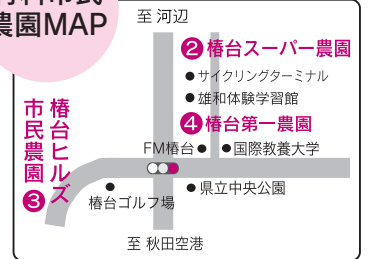 農園MAP
至 河辺
❷椿台スーパー農園
●サイクリングターミナル
●雄和体験学習館
❹椿台第一農園
FM椿台●
●国際教養大学
椿台ヒルズ
市民農園❸
●県立中央公園
●
椿台ゴルフ場
至 秋田空港